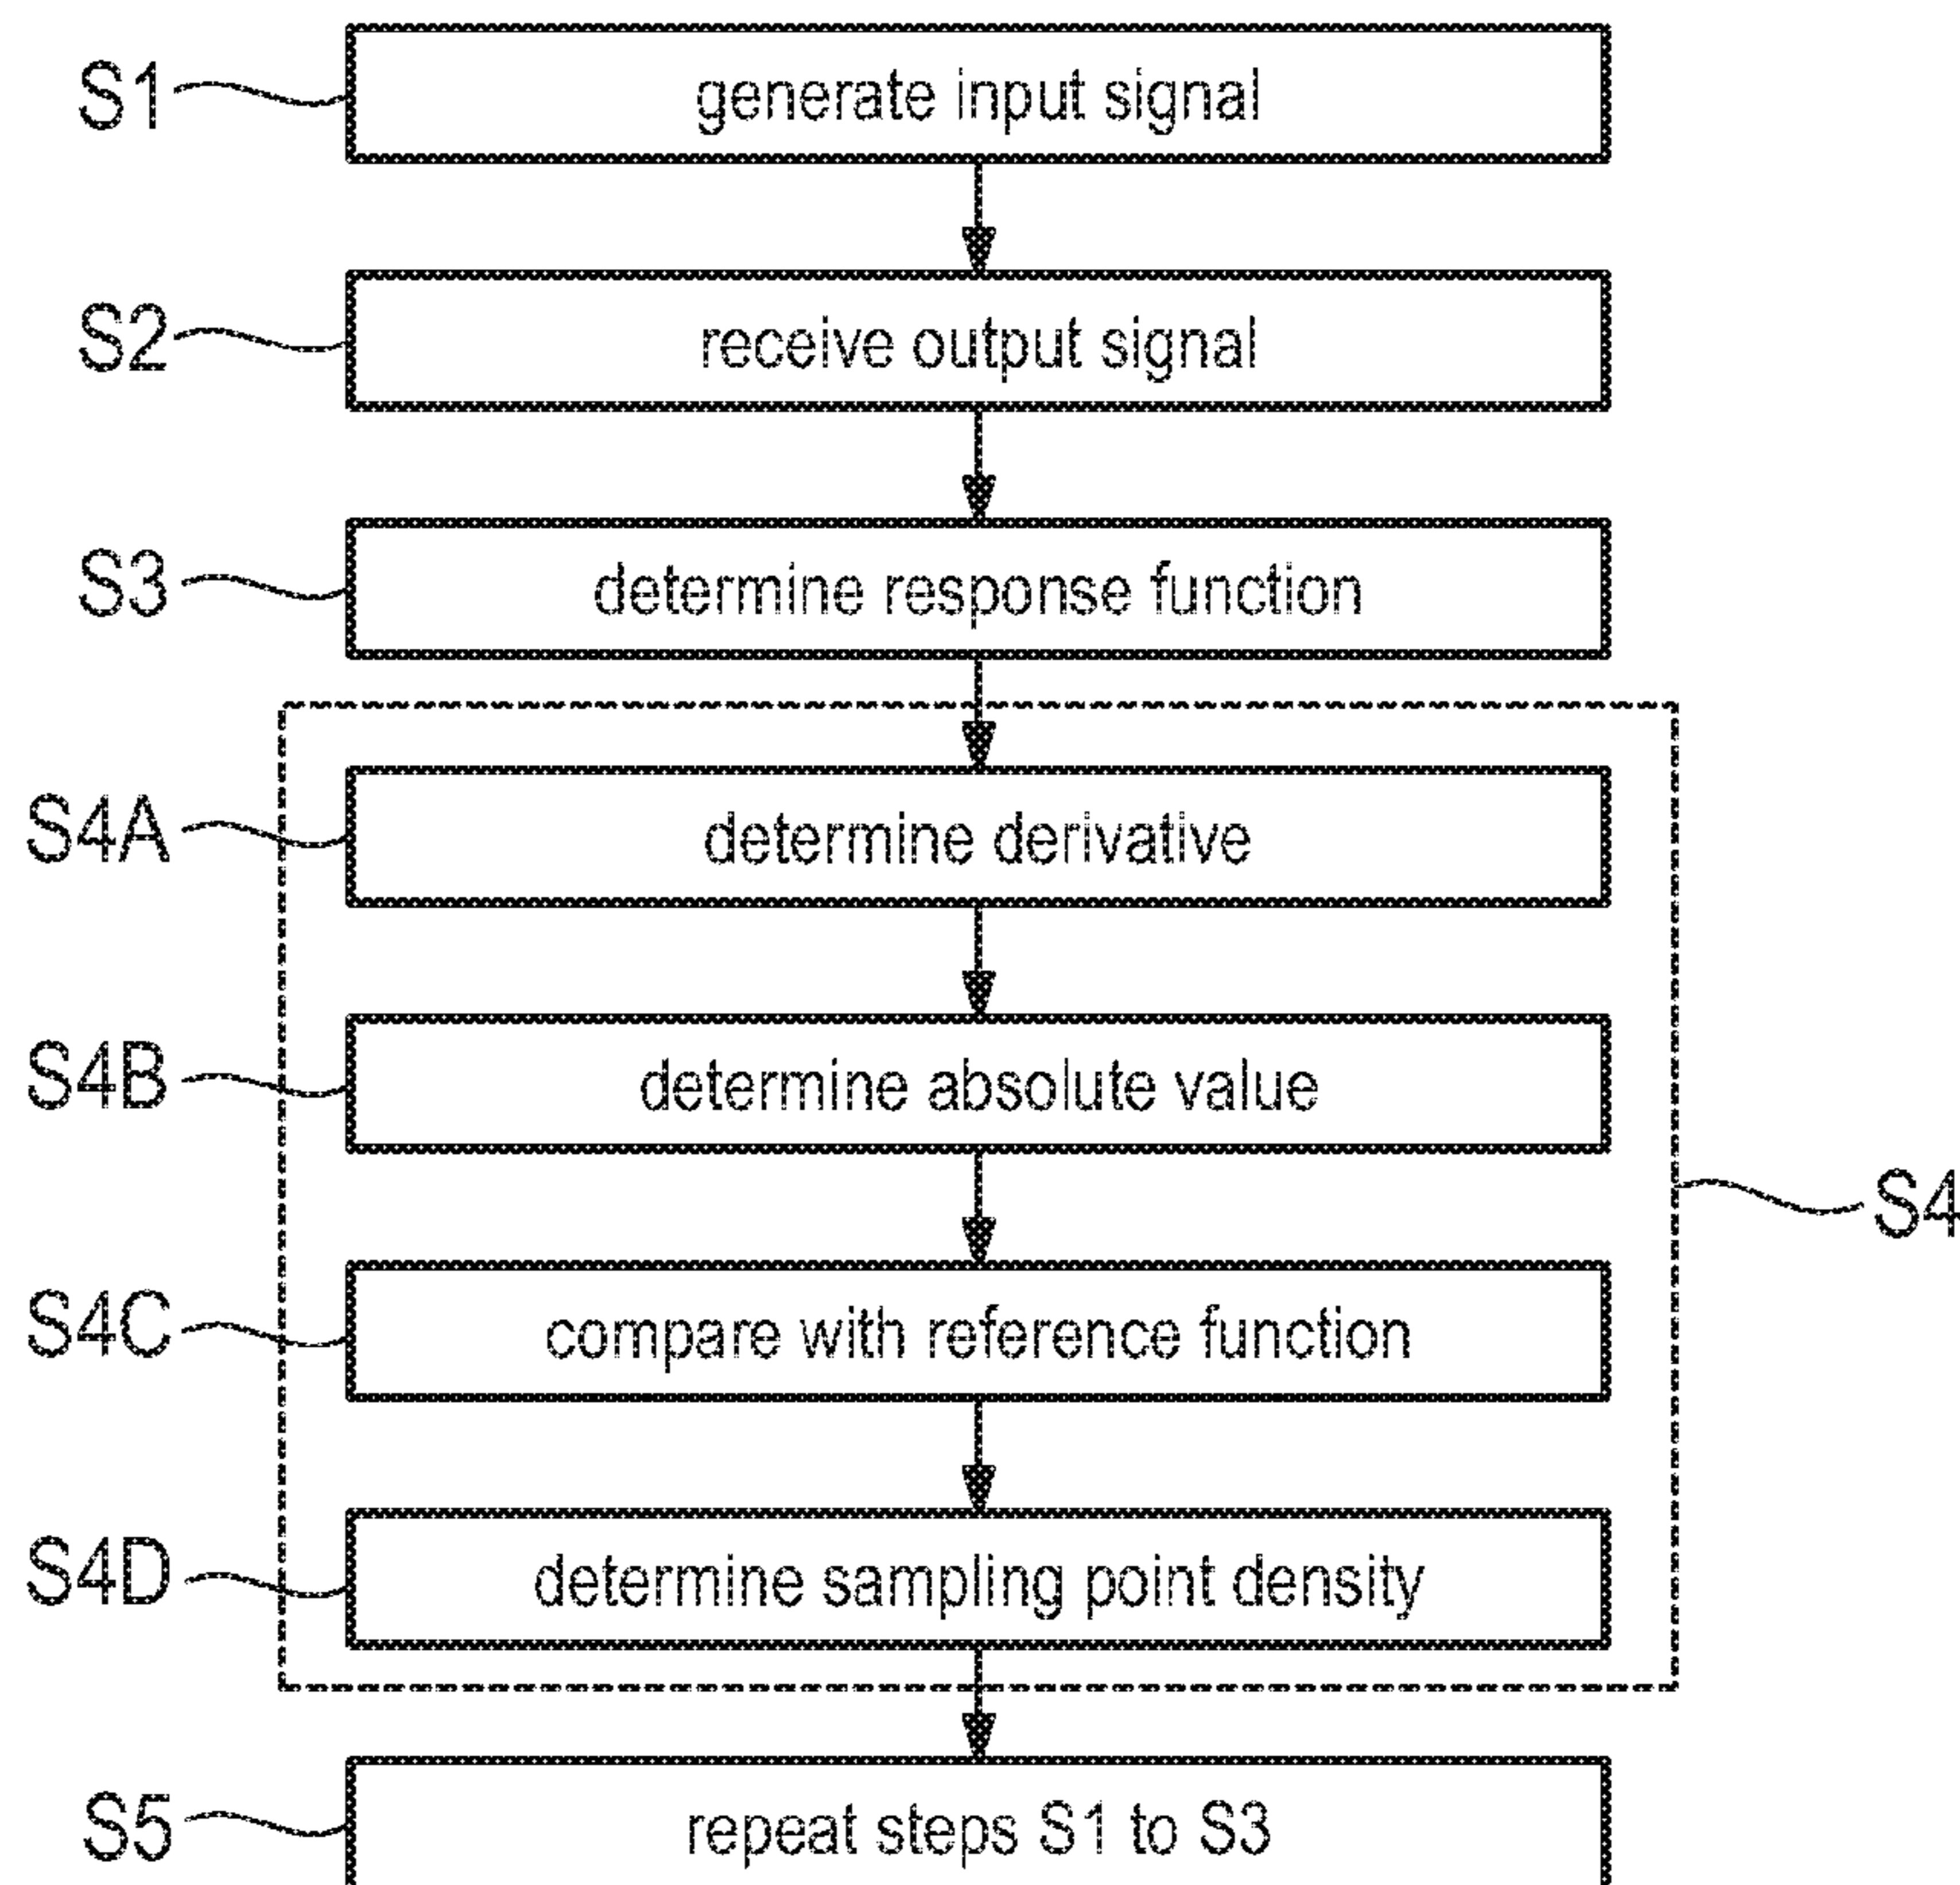 S1 generate input signal
S2 receive output signal
S3 determine response function
S4A determine derivative
S4B determine absolute value
S4
S4C compare with reference function
S4D determine sampling point density
S5 repeat steps S1 to S3